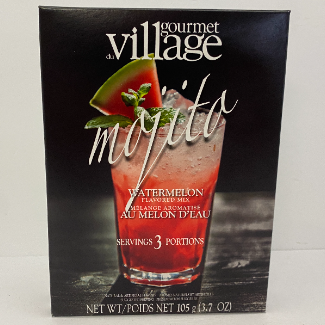 gourmet
du village
mojito
WATERMELON
FLAVORED MIX
MÉLANGE AROMATISÉ
AU MELON D'EAU
SERVINGS 3 PORTIONS
NET WT/POIDS NET 105 g (3.7 OZ)